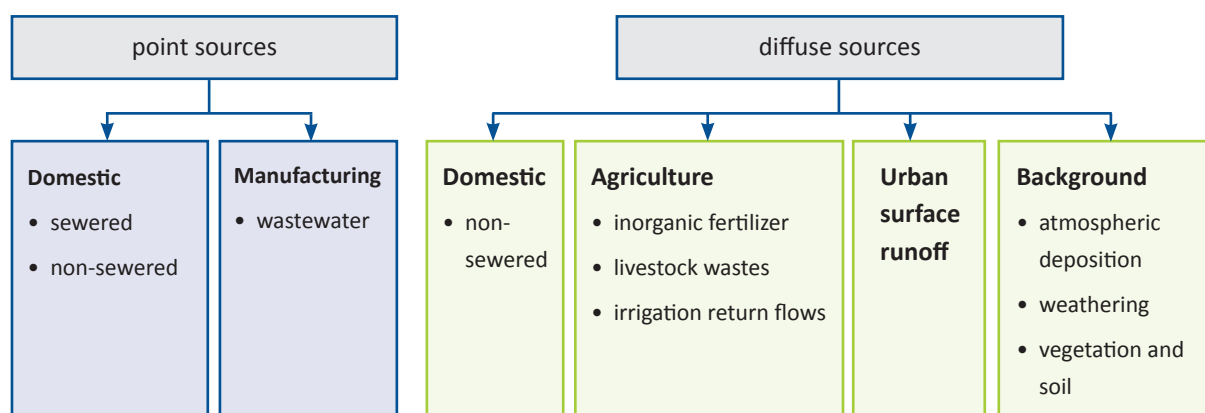 point sources
diffuse sources
Domestic
• sewered
• non-sewered
Manufacturing
• wastewater
Domestic
• non-
sewered
Agriculture
• inorganic fertilizer
• livestock wastes
• irrigation return flows
Urban
surface
runoff
Background
• atmospheric
deposition
• weathering
• vegetation and
soil